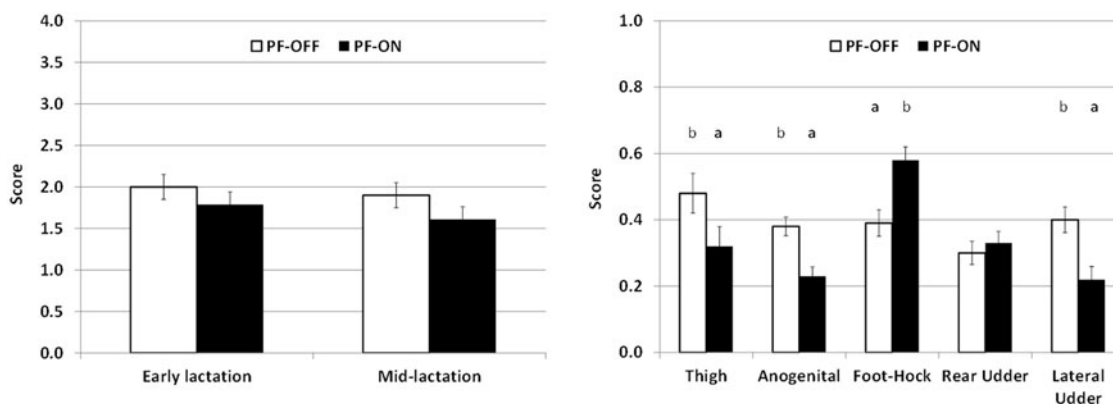 4.0
3.5
3.0
2.5
2.0
1.5
1.0
0.5
0.0
Score
PF-OFF PF-ON
Early lactation Mid-lactation
1.0
0.8
0.6
0.4
0.2
0.0
Score
PF-OFF PF-ON
b a b a a b b a
Thigh Anogenital Foot-Hock Rear Udder Lateral
Udder